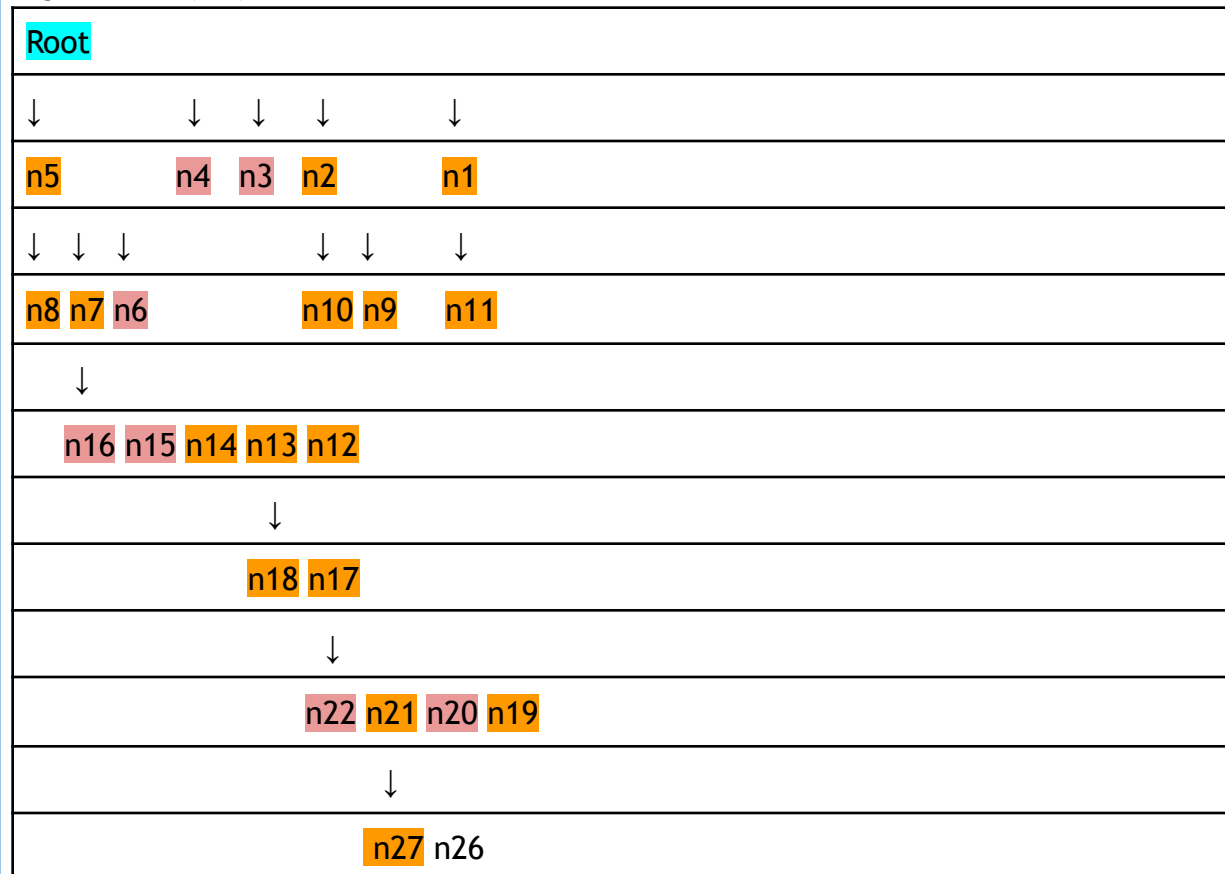 Root
↓ ↓ ↓ ↓ ↓
n5 n4 n3 n2 n1
↓ ↓ ↓ ↓ ↓ ↓
n8 n7 n6 n10 n9 n11
↓
n16 n15 n14 n13 n12
↓
n18 n17
↓
n22 n21 n20 n19
↓
n27 n26